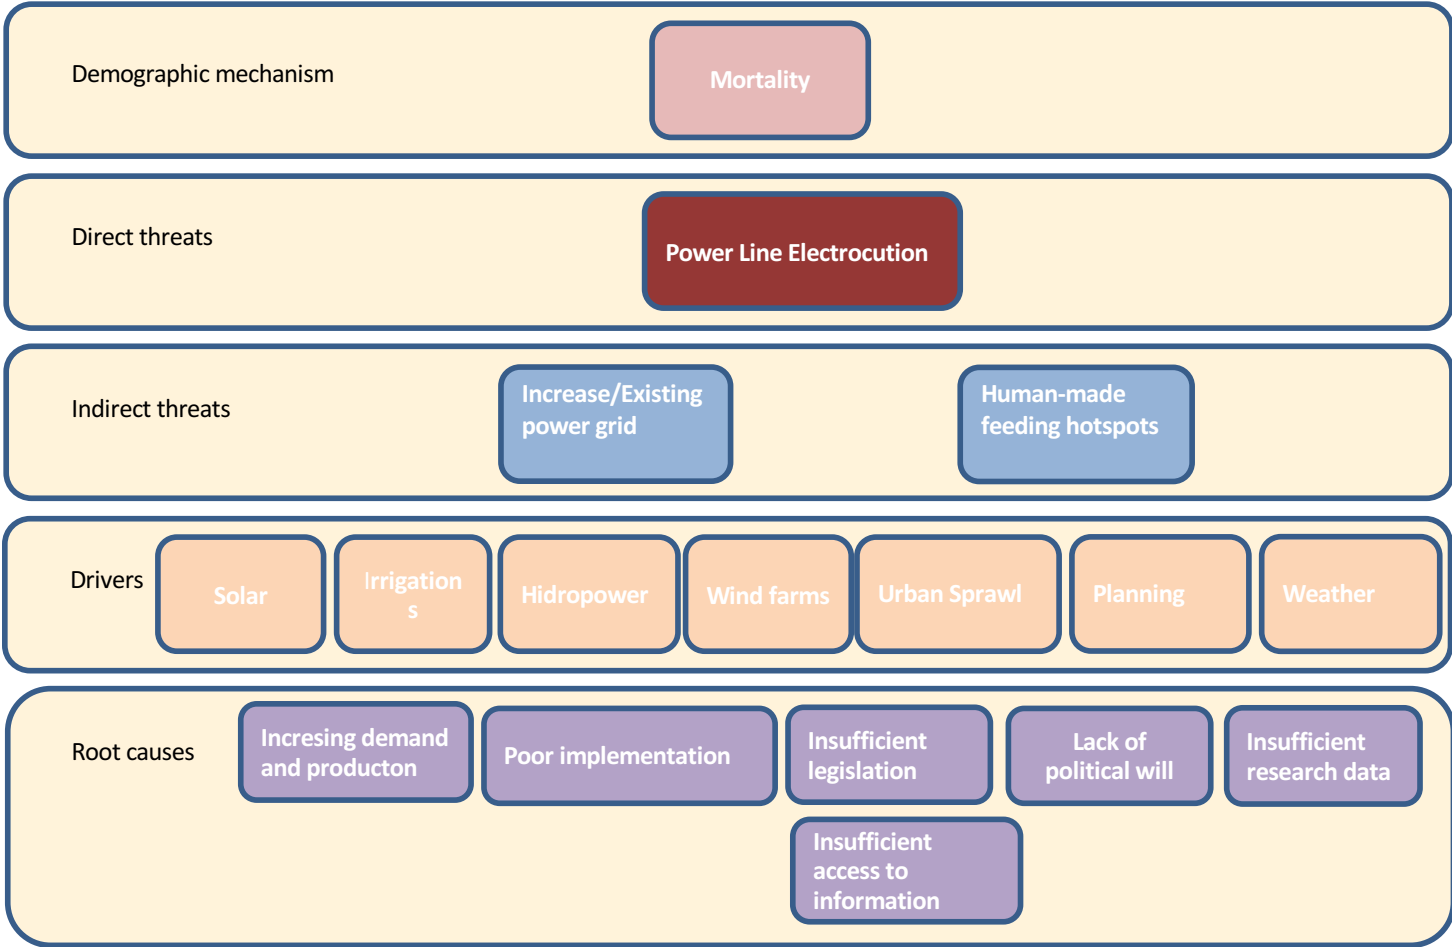 Demographic mechanism
Mortality
Direct threats
Power Line Electrocution
Indirect threats
Increase/Existing
power grid
Human-made
feeding hotspots
Drivers
Solar
Irrigation
s
Hidropower
Wind farms
Urban Sprawl
Planning
Weather
Root causes
Incresing demand
and producton
Poor implementation
Insufficient
legislation
Lack of
political will
Insufficient
research data
Insufficient
access to
information